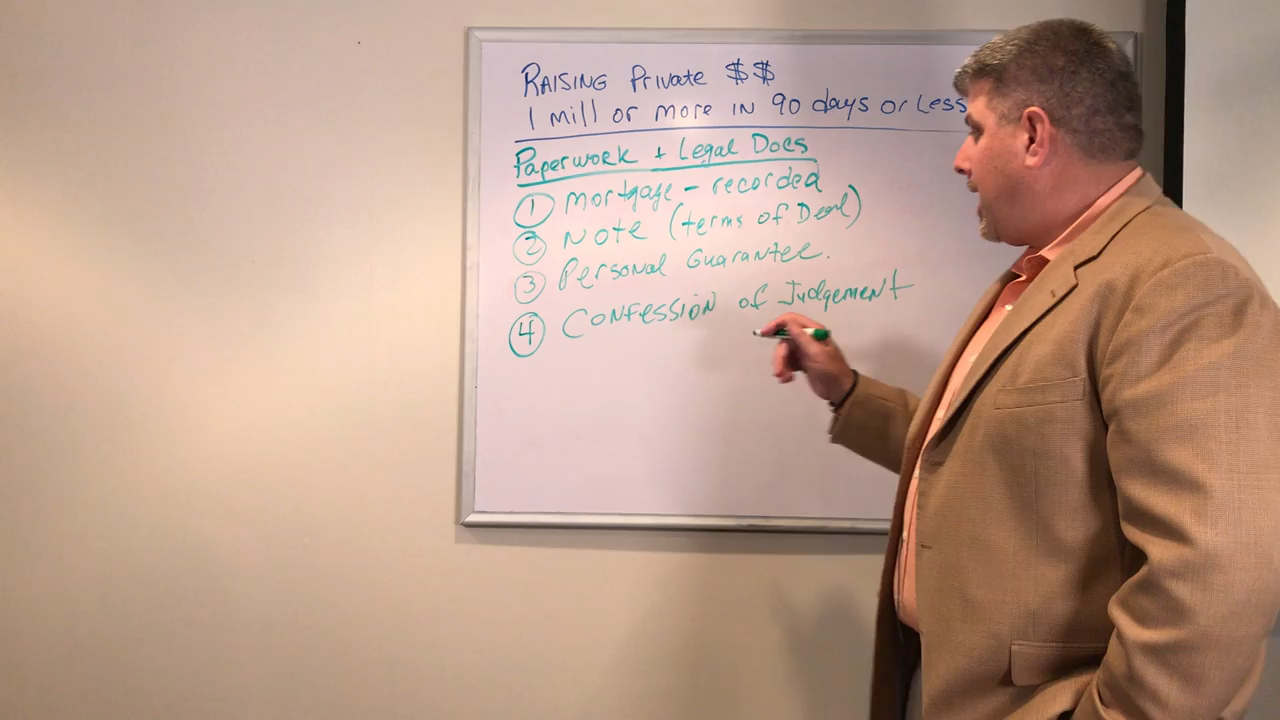 RAISING Private $$
1 mill or more IN 90 days or Less
Paperwork + Legal Docs
① Mortgage - recorded
② Note (terms of Deal)
③ Personal Guarantee.
④ Confession of Judgement